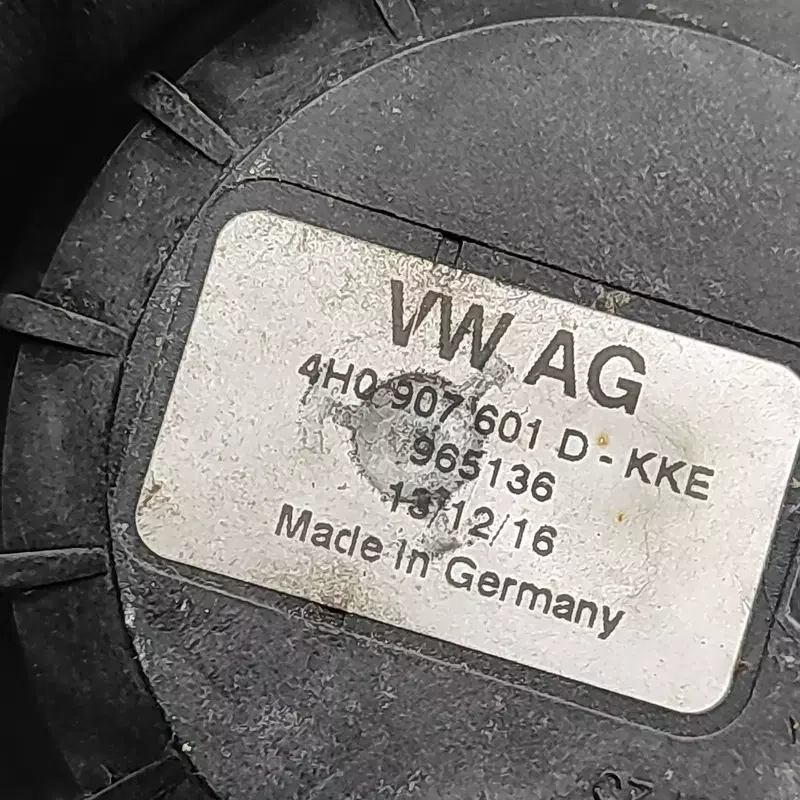 VW AG
4H0 907 601 D - KKE
965136
13/12/16
Made In Germany